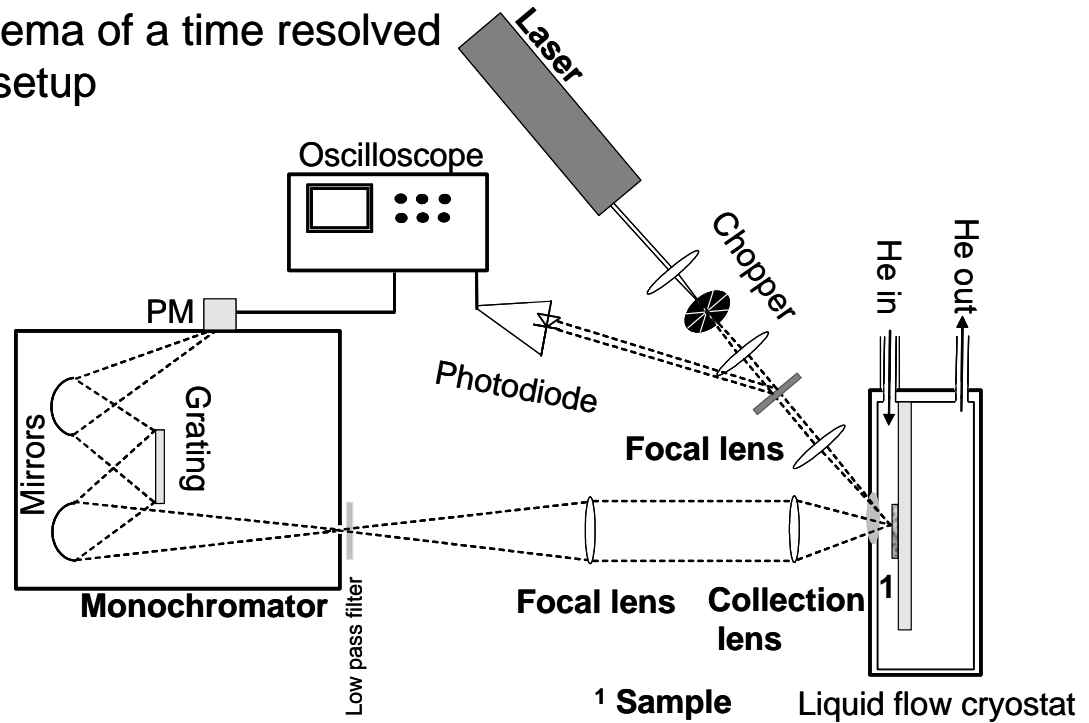 ema of a time resolved
setup
Laser
Oscilloscope
Chopper
He in
He out
PM
Photodiode
Mirrors
Grating
Focal lens
Monochromator
Low pass filter
Focal lens
Collection
lens
1
1 Sample
Liquid flow cryostat